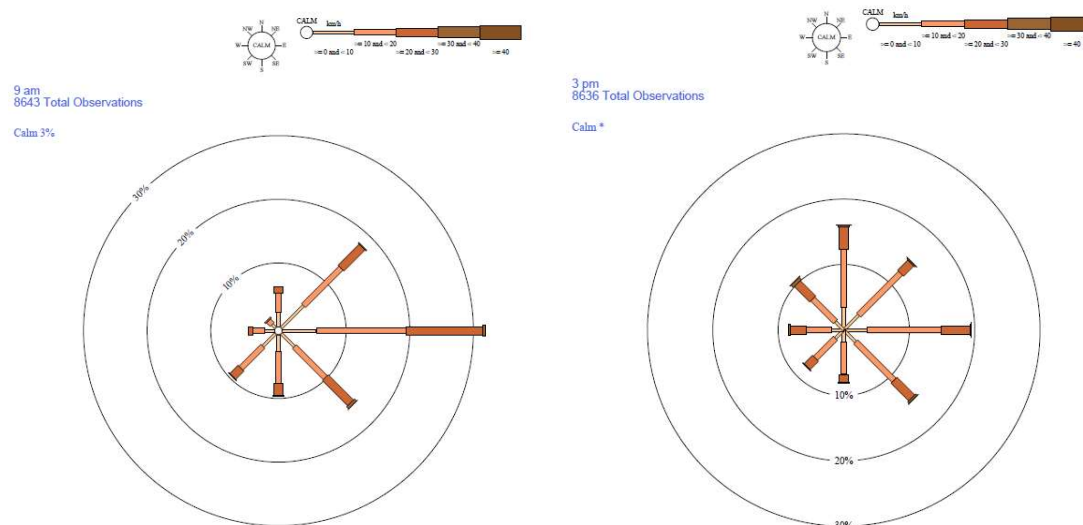 N
NW NE
W CALM E
SW SE
S
CALM km/h
>= 0 and < 10 >= 10 and < 20 >= 20 and < 30 >= 30 and < 40 >= 40
9 am
8643 Total Observations
Calm 3%
10%
20%
30%
N
NW NE
W CALM E
SW SE
S
CALM km/h
>= 0 and < 10 >= 10 and < 20 >= 20 and < 30 >= 30 and < 40 >= 40
3 pm
8636 Total Observations
Calm *
10%
20%
30%